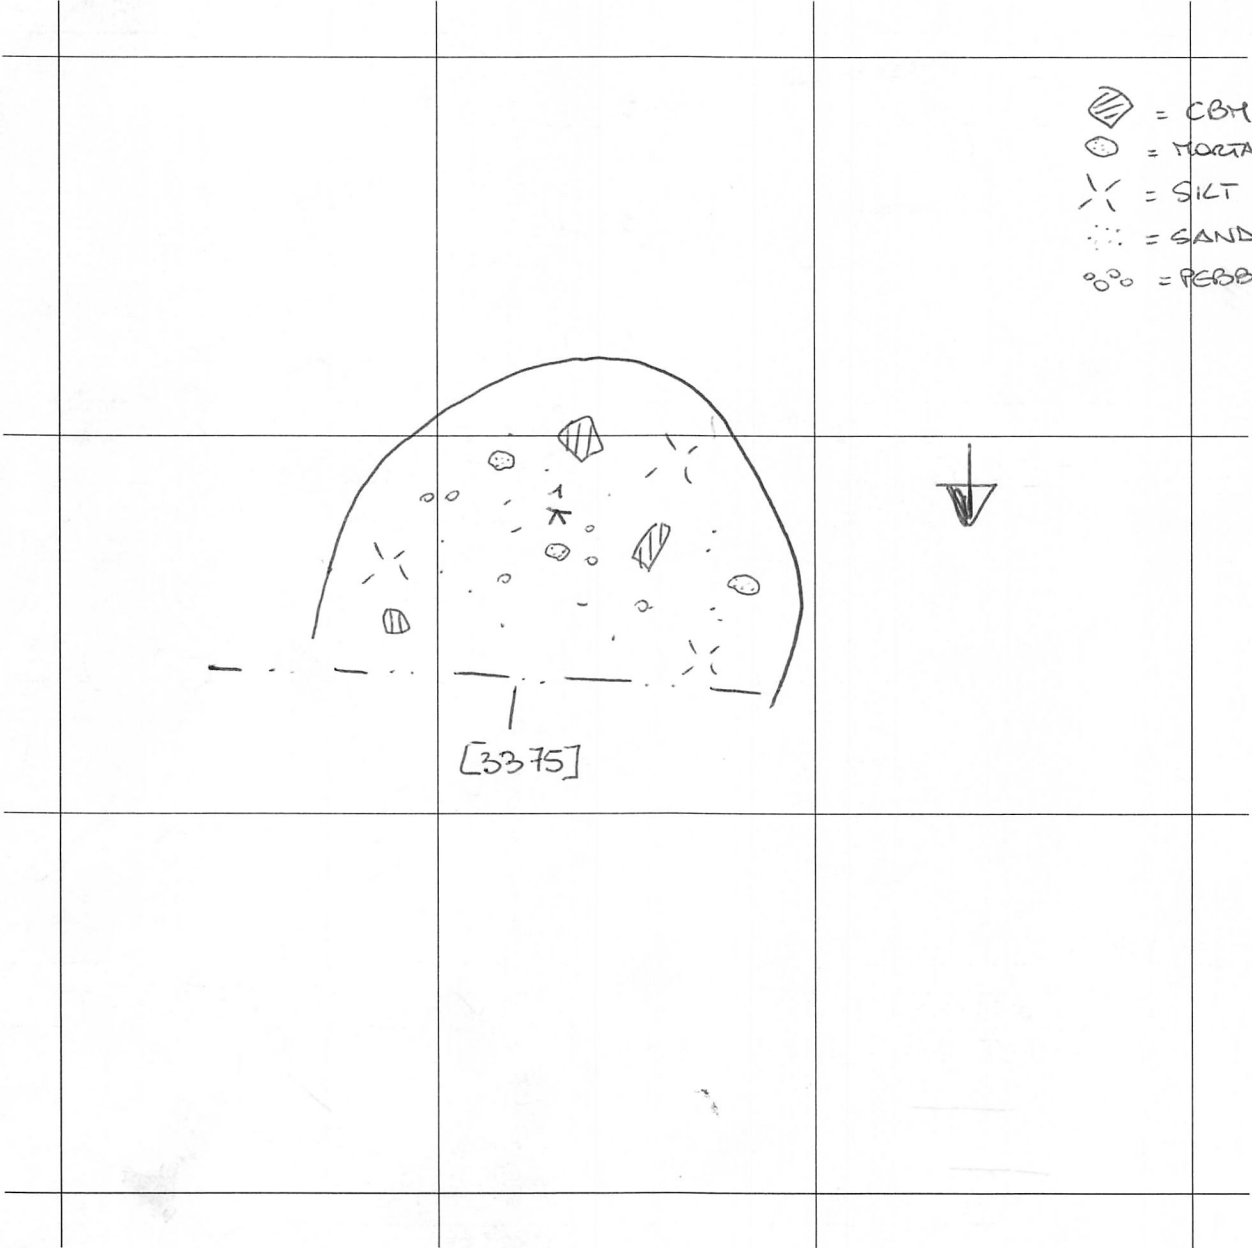 = CBM
= MORTA
= SILT
= SAND
= PEBB
1
[3375]